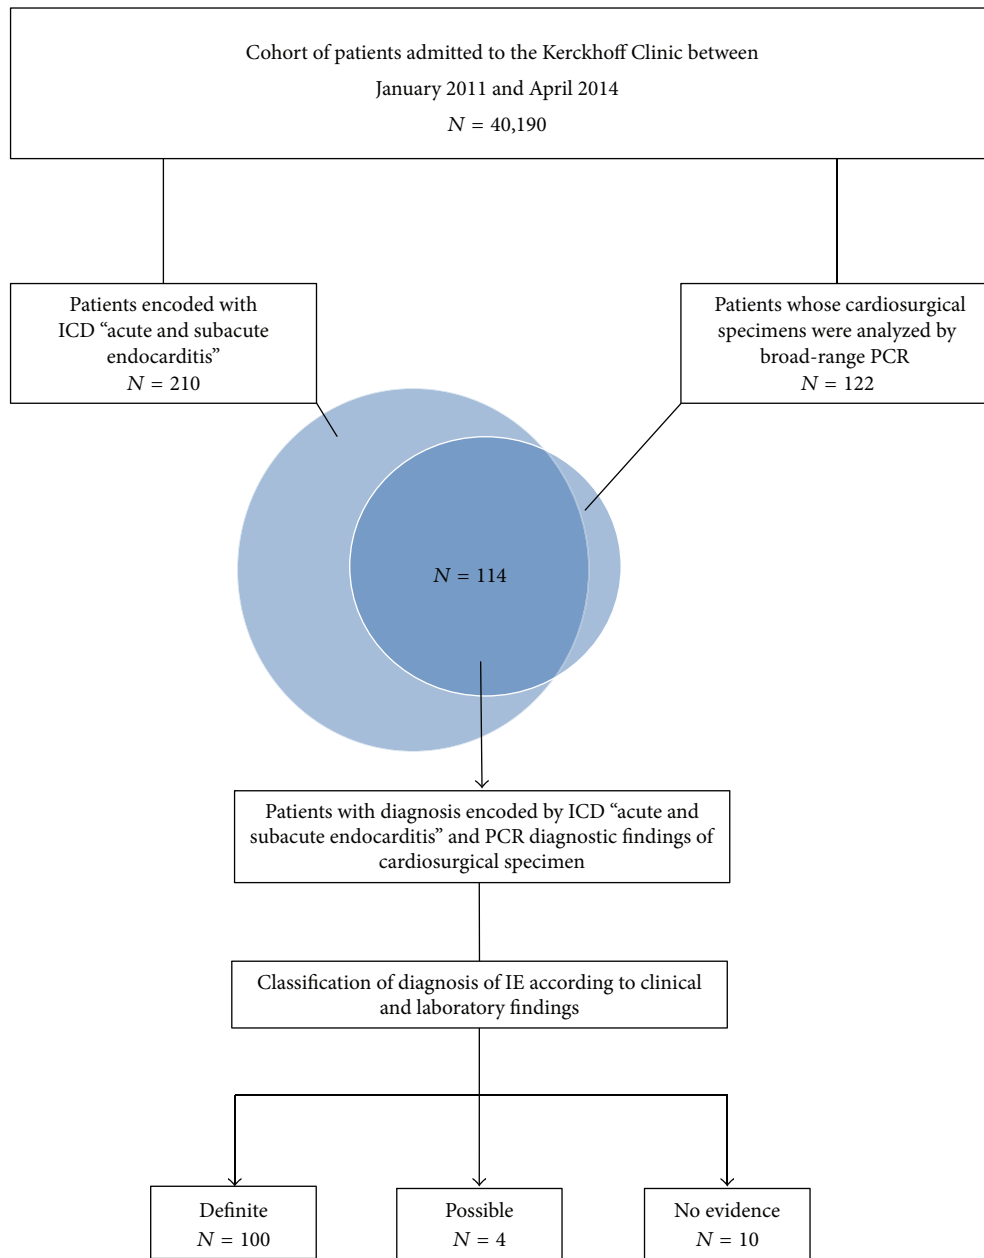 Cohort of patients admitted to the Kerckhoff Clinic between
January 2011 and April 2014
N = 40,190
Patients encoded with
ICD “acute and subacute
endocarditis”
N = 210
Patients whose cardiosurgical
specimens were analyzed by
broad-range PCR
N = 122
N = 114
Patients with diagnosis encoded by ICD “acute and
subacute endocarditis” and PCR diagnostic findings of
cardiosurgical specimen
Classification of diagnosis of IE according to clinical
and laboratory findings
Definite
N = 100
Possible
N = 4
No evidence
N = 10